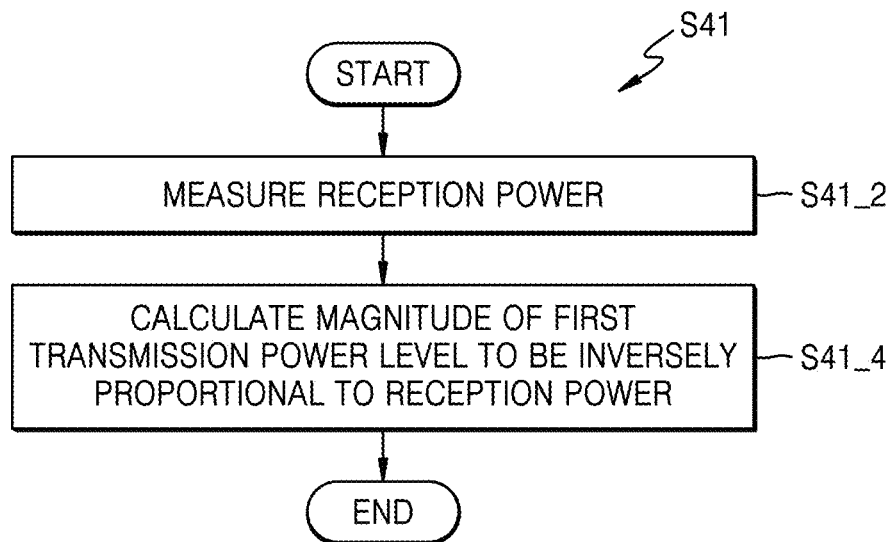 S41
START
MEASURE RECEPTION POWER
S41_2
CALCULATE MAGNITUDE OF FIRST
TRANSMISSION POWER LEVEL TO BE INVERSELY
PROPORTIONAL TO RECEPTION POWER
S41_4
END